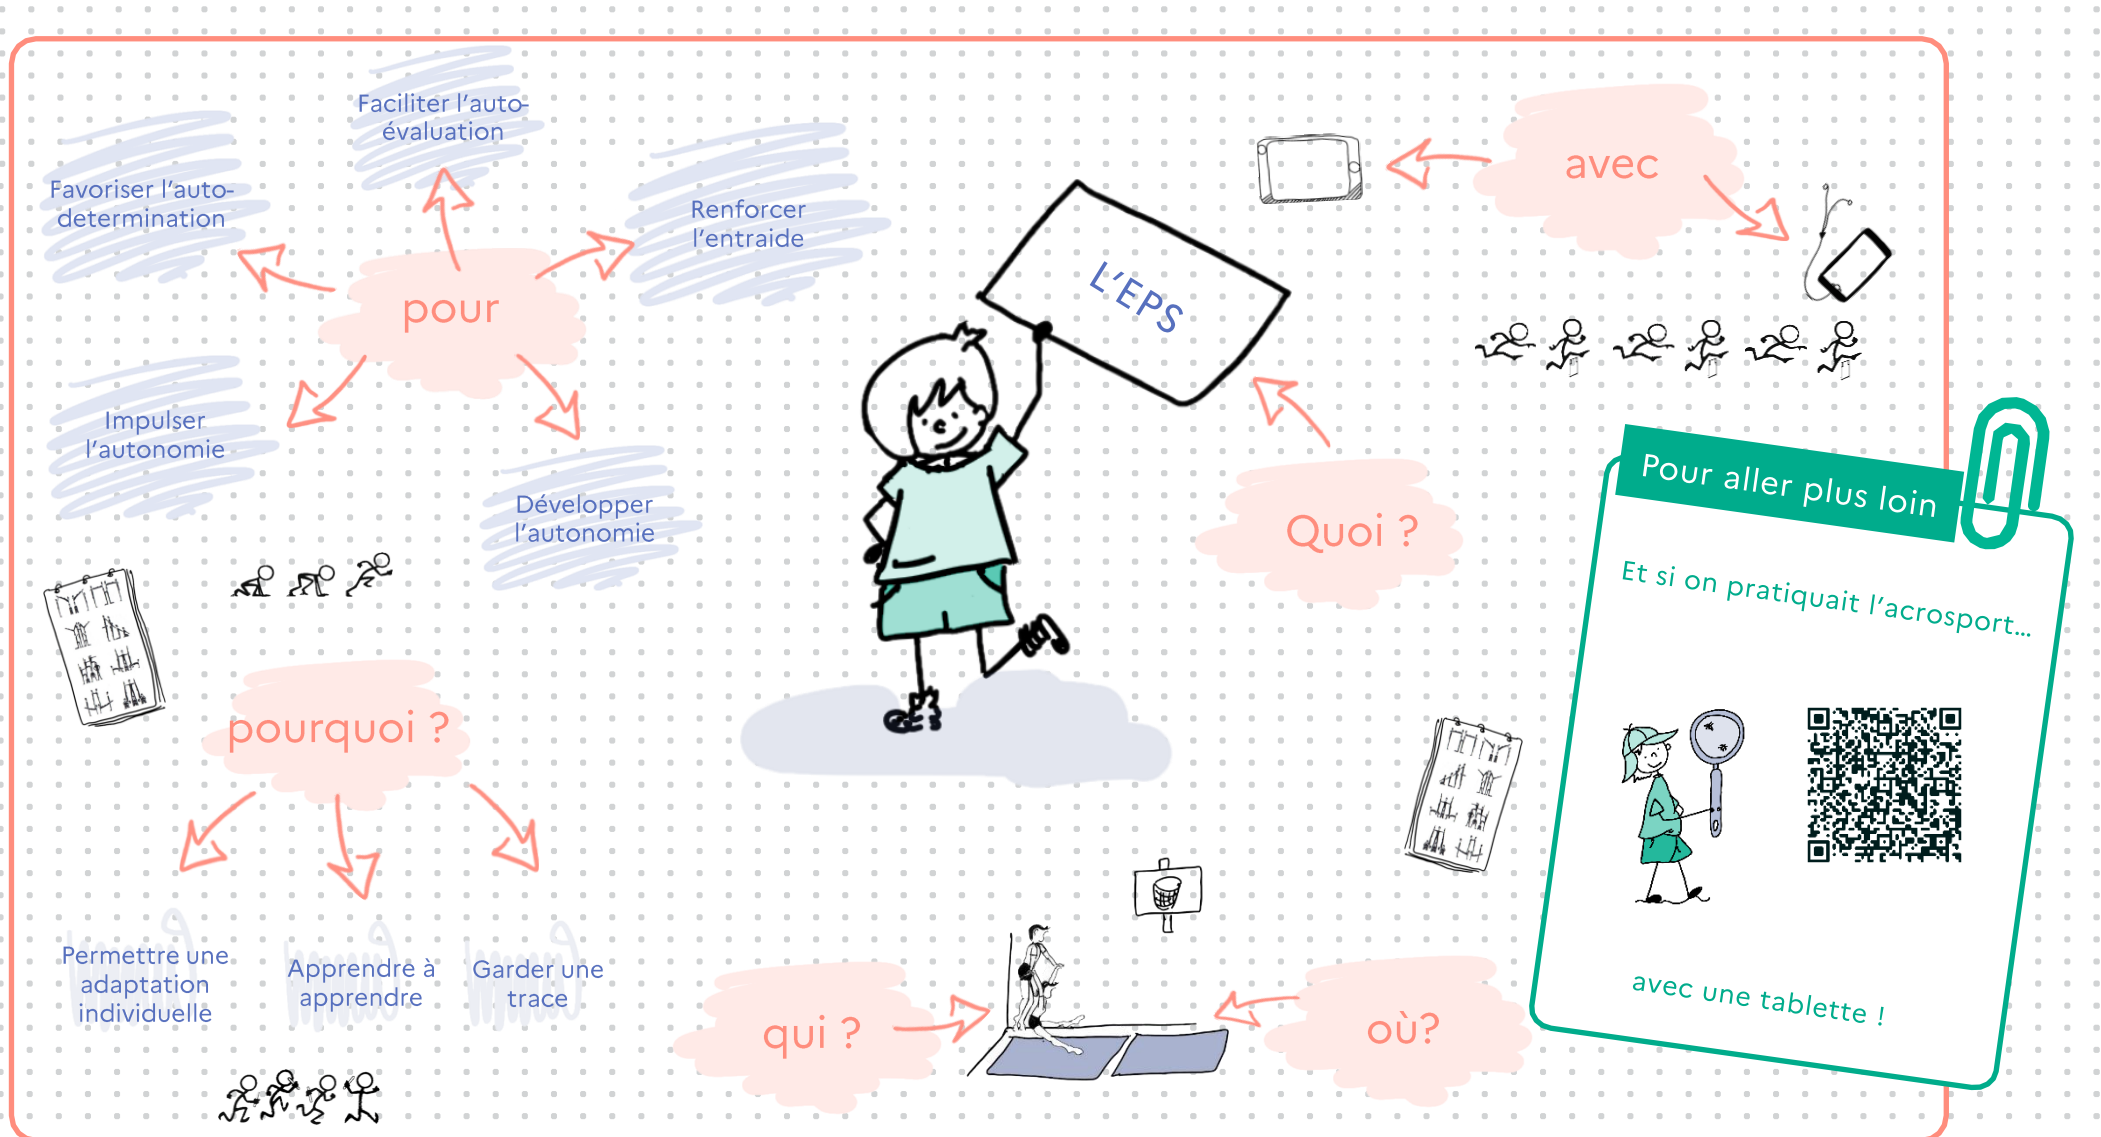 Faciliter l'auto-
évaluation
Favoriser l'auto-
determination
Renforcer
l'entraide
pour
Impulser
l'autonomie
Développer
l'autonomie
L'EPS
avec
Quoi ?
pourquoi ?
Permettre une
adaptation
individuelle
Apprendre à
apprendre
Garder une
trace
qui ?
où?
Pour aller plus loin
Et si on pratiquait l'acrosport...
avec une tablette !